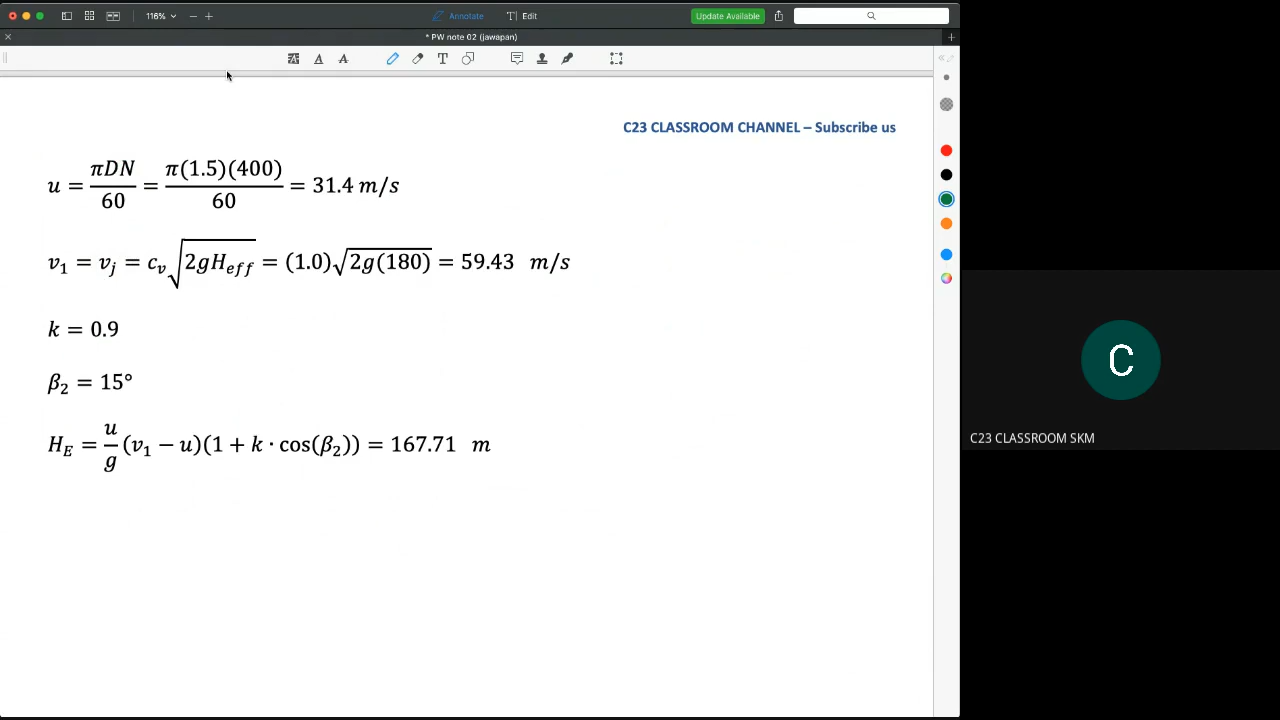 116%
Annotate
Edit
Update Available
* PW note 02 (jawapan)
C23 CLASSROOM CHANNEL – Subscribe us
u = πDN/60 = π(1.5)(400)/60 = 31.4 m/s
v₁ = vⱼ = cᵥ√(2gH_eff) = (1.0)√(2g(180)) = 59.43 m/s
k = 0.9
β₂ = 15°
H_E = u/g (v₁ − u)(1 + k · cos(β₂)) = 167.71 m
C
C23 CLASSROOM SKM